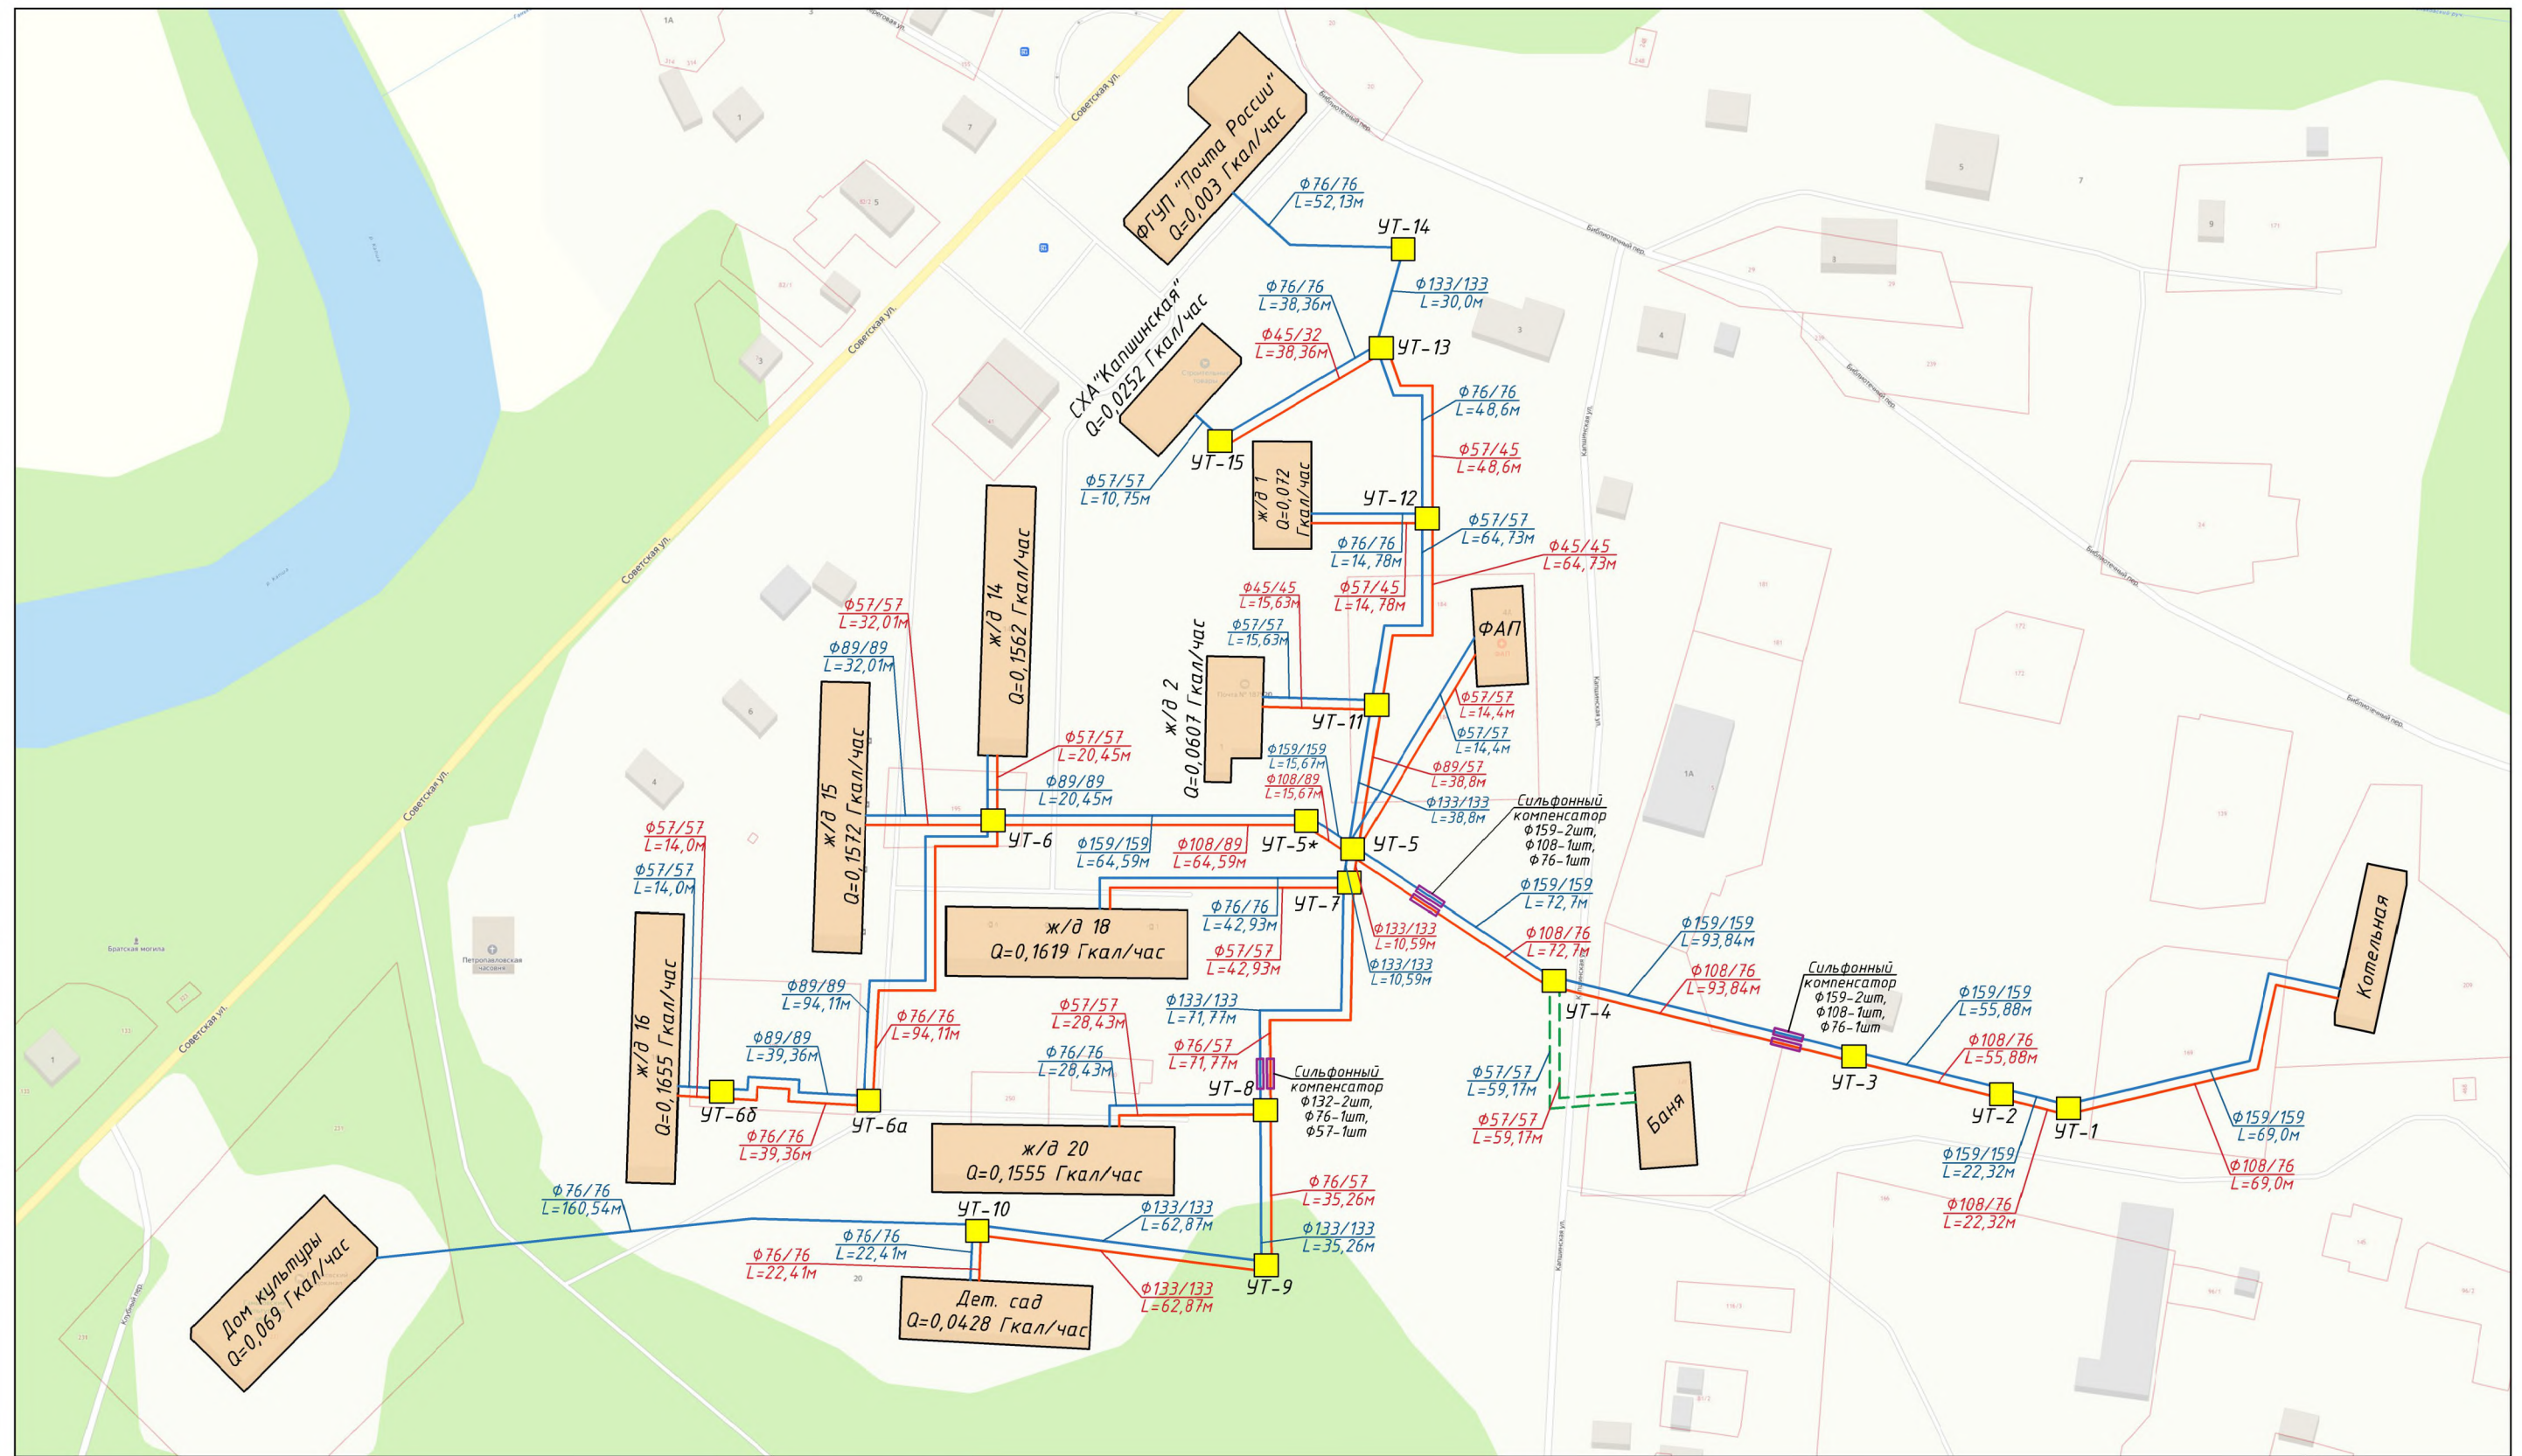 ФГУП "Почта России"
Q=0,003 Гкал/час
Ф76/76
L=52,13м
УТ-14
Ф133/133
L=30,0м
Ф76/76
L=38,36м
Ф45/32
L=38,36м
УТ-13
СХА"Капшинская"
Q=0,0252 Гкал/час
Ф76/76
L=48,6м
Ф57/45
L=48,6м
УТ-15
Ф57/57
L=10,75м
ж/д 1
Q=0,072
Гкал/час
УТ-12
Ф57/57
L=64,73м
Ф76/76
L=14,78м
Ф45/45
L=64,73м
Ф57/45
L=14,78м
Ф45/45
L=15,63м
Ф57/57
L=15,63м
ФАП
ж/д 14
Q=0,1562 Гкал/час
Ф57/57
L=32,01м
Ф89/89
L=32,01м
ж/д 15
Q=0,1572 Гкал/час
ж/д 2
Q=0,0607 Гкал/час
УТ-11
Ф57/57
L=14,4м
Ф57/57
L=14,4м
Ф57/57
L=20,45м
Ф89/89
L=20,45м
Ф159/159
L=15,67м
Ф108/89
L=15,67м
Ф89/57
L=38,8м
Ф133/133
L=38,8м
Сильфонный
компенсатор
Ф159-2шт,
Ф108-1шт,
Ф76-1шт
УТ-6
Ф159/159
L=64,59м
Ф108/89
L=64,59м
УТ-5*
УТ-5
Ф57/57
L=14,0м
Ф57/57
L=14,0м
УТ-7
Ф76/76
L=42,93м
Ф57/57
L=42,93м
ж/д 18
Q=0,1619 Гкал/час
Ф133/133
L=10,59м
Ф133/133
L=10,59м
Ф159/159
L=72,7м
Ф108/76
L=72,7м
Ф159/159
L=93,84м
Ф108/76
L=93,84м
УТ-4
Сильфонный
компенсатор
Ф159-2шт,
Ф108-1шт,
Ф76-1шт
Ф159/159
L=55,88м
Ф108/76
L=55,88м
Котельная
ж/д 16
Q=0,1655 Гкал/час
Ф89/89
L=94,11м
Ф76/76
L=94,11м
Ф89/89
L=39,36м
Ф76/76
L=39,36м
УТ-6б
УТ-6а
Ф57/57
L=28,43м
Ф76/76
L=28,43м
Ф133/133
L=71,77м
Ф76/57
L=71,77м
УТ-8
Сильфонный
компенсатор
Ф132-2шт,
Ф76-1шт,
Ф57-1шт
ж/д 20
Q=0,1555 Гкал/час
Ф57/57
L=59,17м
Ф57/57
L=59,17м
Баня
УТ-3
УТ-2
УТ-1
Ф159/159
L=22,32м
Ф108/76
L=22,32м
Ф159/159
L=69,0м
Ф108/76
L=69,0м
Ф76/76
L=160,54м
УТ-10
Ф133/133
L=62,87м
Ф76/57
L=35,26м
Ф133/133
L=35,26м
Ф76/76
L=22,41м
Ф76/76
L=22,41м
Ф133/133
L=62,87м
УТ-9
Дет. сад
Q=0,0428 Гкал/час
Дом культуры
Q=0,069 Гкал/час
Советская ул.
Советская ул.
Советская ул.
Советская ул.
Советская ул.
Библиотечный пер.
Библиотечный пер.
Библиотечный пер.
Библиотечный пер.
Библиотечный пер.
Капшинская ул.
Капшинская ул.
Капшинская ул.
Клубный пер.
Братская могила
Петропавловская
часовня